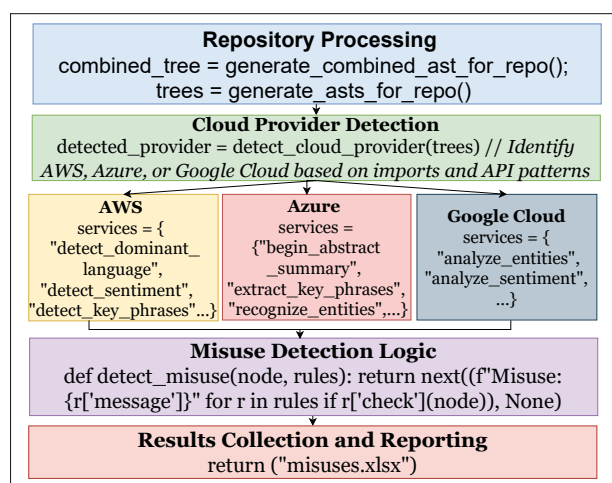 Repository Processing
combined_tree = generate_combined_ast_for_repo();
trees = generate_asts_for_repo()
Cloud Provider Detection
detected_provider = detect_cloud_provider(trees) // Identify
AWS, Azure, or Google Cloud based on imports and API patterns
AWS
services = {
"detect_dominant_
language",
"detect_sentiment",
"detect_key_phrases"...}
Azure
services =
{"begin_abstract
_summary",
"extract_key_phrases",
"recognize_entities",...}
Google Cloud
services = {
"analyze_entities",
"analyze_sentiment",
...}
Misuse Detection Logic
def detect_misuse(node, rules): return next((f"Misuse:
{r['message']}" for r in rules if r['check'](node)), None)
Results Collection and Reporting
return ("misuses.xlsx")